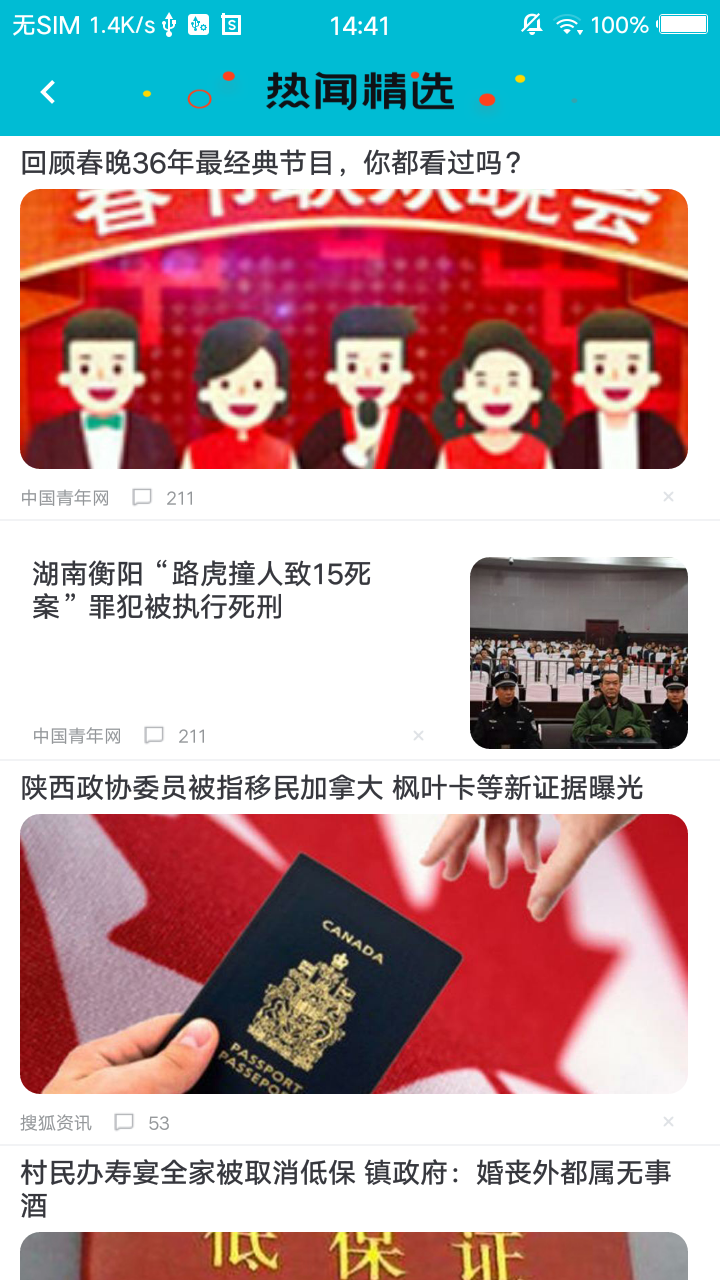 无SIM 1.4K/s 14:41 100%
热闻精选
回顾春晚36年最经典节目，你都看过吗？
春节联欢晚会
中国青年网 211
湖南衡阳“路虎撞人致15死
案”罪犯被执行死刑
中国青年网 211
陕西政协委员被指移民加拿大 枫叶卡等新证据曝光
CANADA
PASSPORT
PASSEPORT
搜狐资讯 53
村民办寿宴全家被取消低保 镇政府：婚丧外都属无事
酒
低保证